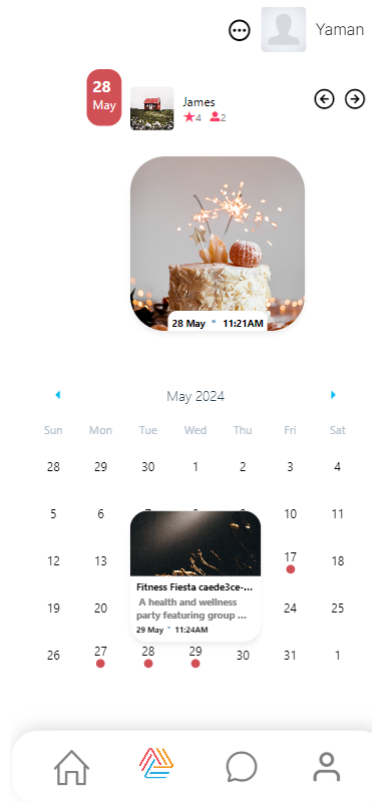 Yaman
28
May
James
4 2
28 May * 11:21AM
May 2024
Sun Mon Tue Wed Thu Fri Sat
28 29 30 1 2 3 4
5 6 10 11
12 13 17 18
Fitness Fiesta caede3ce-...
A health and wellness
party featuring group ...
29 May * 11:24AM
19 20 24 25
26 27 28 29 30 31 1